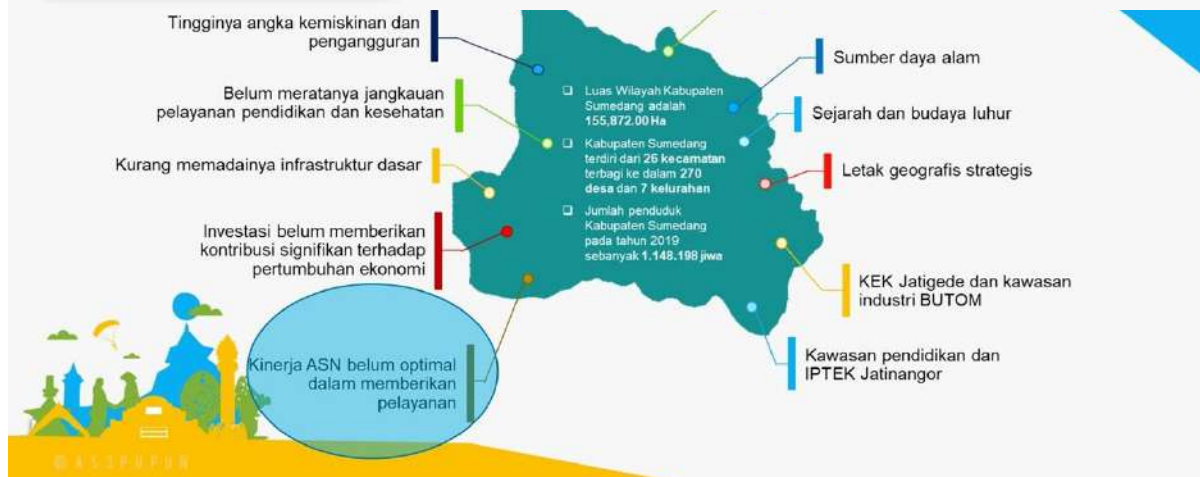 Tingginya angka kemiskinan dan
pengangguran
Belum meratanya jangkauan
pelayanan pendidikan dan kesehatan
Kurang memadainya infrastruktur dasar
Investasi belum memberikan
kontribusi signifikan terhadap
pertumbuhan ekonomi
Kinerja ASN belum optimal
dalam memberikan
pelayanan
Luas Wilayah Kabupaten
Sumedang adalah
155,872.00 Ha
Kabupaten Sumedang
terdiri dari 26 kecamatan
terbagi ke dalam 270
desa dan 7 kelurahan
Jumlah penduduk
Kabupaten Sumedang
pada tahun 2019
sebanyak 1.148.198 jiwa
Sumber daya alam
Sejarah dan budaya luhur
Letak geografis strategis
KEK Jatigede dan kawasan
industri BUTOM
Kawasan pendidikan dan
IPTEK Jatinangor